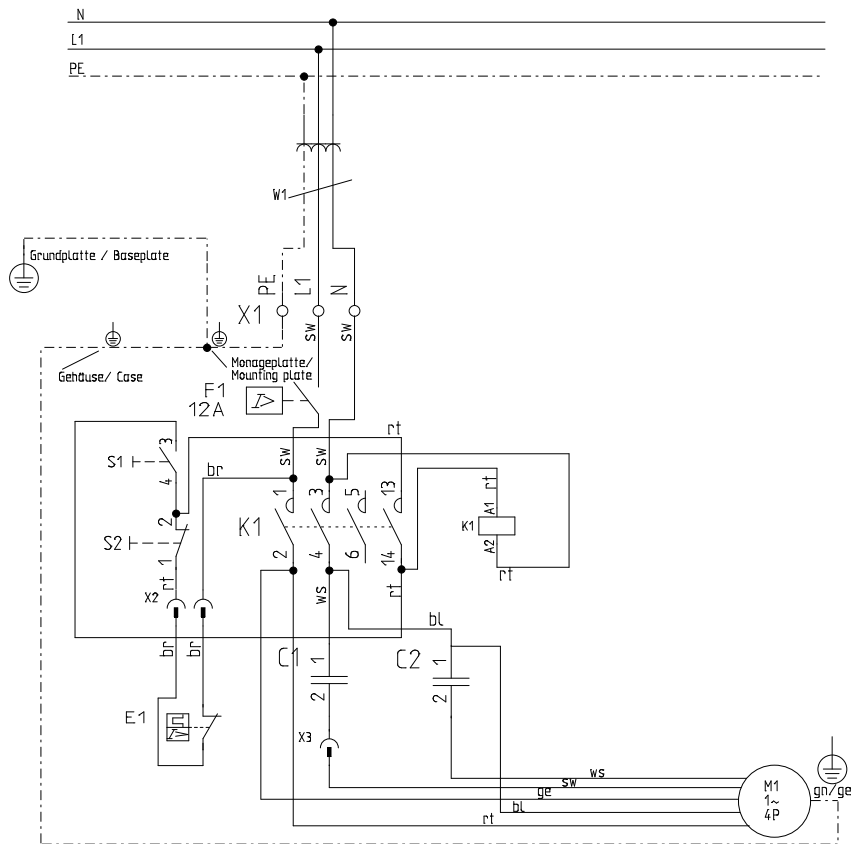 N
L1
PE
W1
Grundplatte / Baseplate
PE
L1
N
X1
sw
sw
Gehäuse/ Case
Monageplatte/
Mounting plate
F1
12A
rt
3
S1
4
br
sw
sw
rt
1
3
5
13
A1
K1
2
S2
1
K1
A2
2
4
6
14
rt
rt
X2
ws
rt
bl
br
br
C1
1
2
C2
1
2
E1
X3
ws
sw
ge
bl
rt
M1
1~
4P
gn/ge